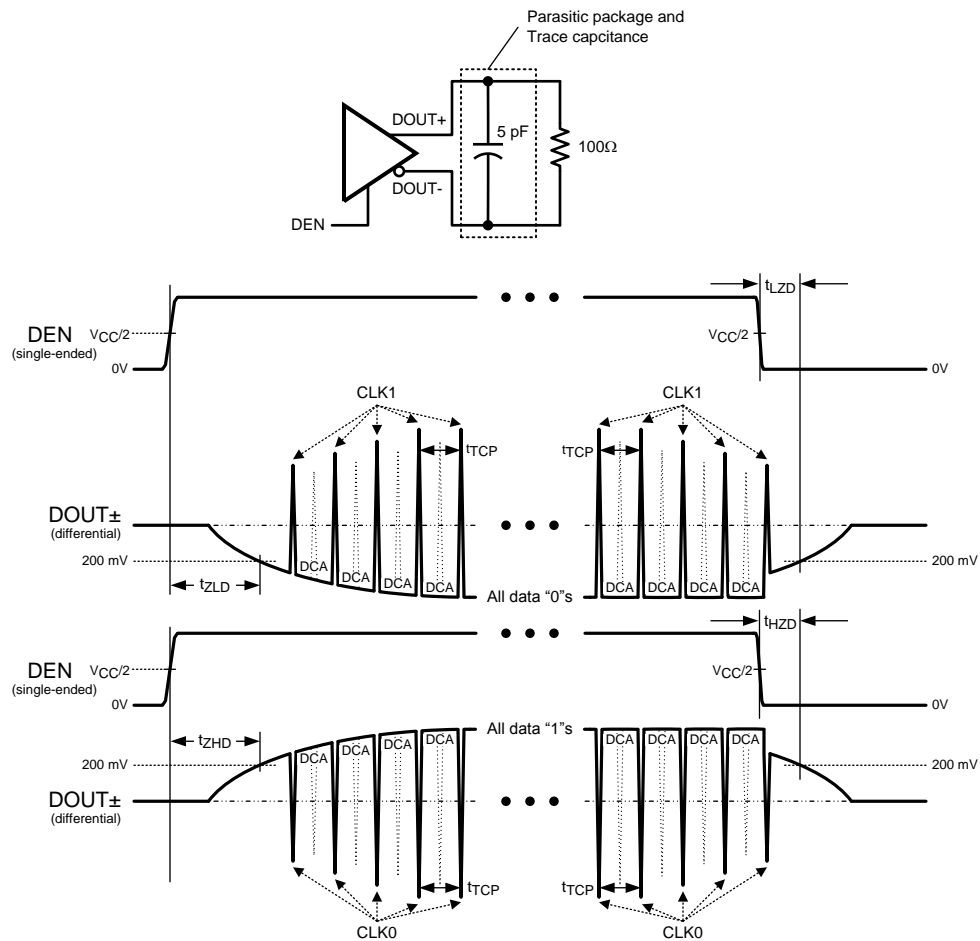 Parasitic package and
Trace capcitance
DOUT+
5 pF
100Ω
DOUT-
DEN
tLZD
DEN
(single-ended)
VCC/2
VCC/2
0V
0V
CLK1
CLK1
tTCP
tTCP
DOUT±
(differential)
200 mV
200 mV
DCA
DCA
DCA
DCA
DCA
DCA
DCA
DCA
tZLD
All data “0”s
tHZD
DEN
(single-ended)
VCC/2
VCC/2
0V
0V
All data “1”s
tZHD
DCA
DCA
DCA
DCA
DCA
DCA
DCA
DCA
200 mV
200 mV
DOUT±
(differential)
tTCP
tTCP
CLK0
CLK0